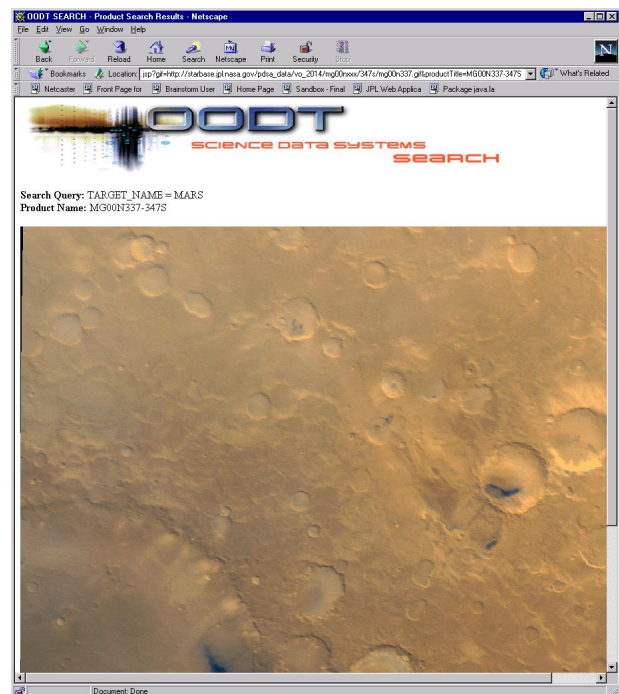 OODT SEARCH - Product Search Results - Netscape
File Edit View Go Window Help
Back Forward Reload Home Search Netscape Print Security Stop
Bookmarks Location: .jsp?gif=http://starbase.jpl.nasa.gov/pdsa_data/vo_2014/mg00nxxx/347s/mg00n337.gif&productTitle=MG00N337-347S What's Related
Netcaster Front Page for Brainstorm User Home Page Sandbox - Final JPL Web Applica Package java.la
OODT
SCIENCE DATA SYSTEMS
SEARCH
Search Query: TARGET_NAME = MARS
Product Name: MG00N337-347S
Document: Done